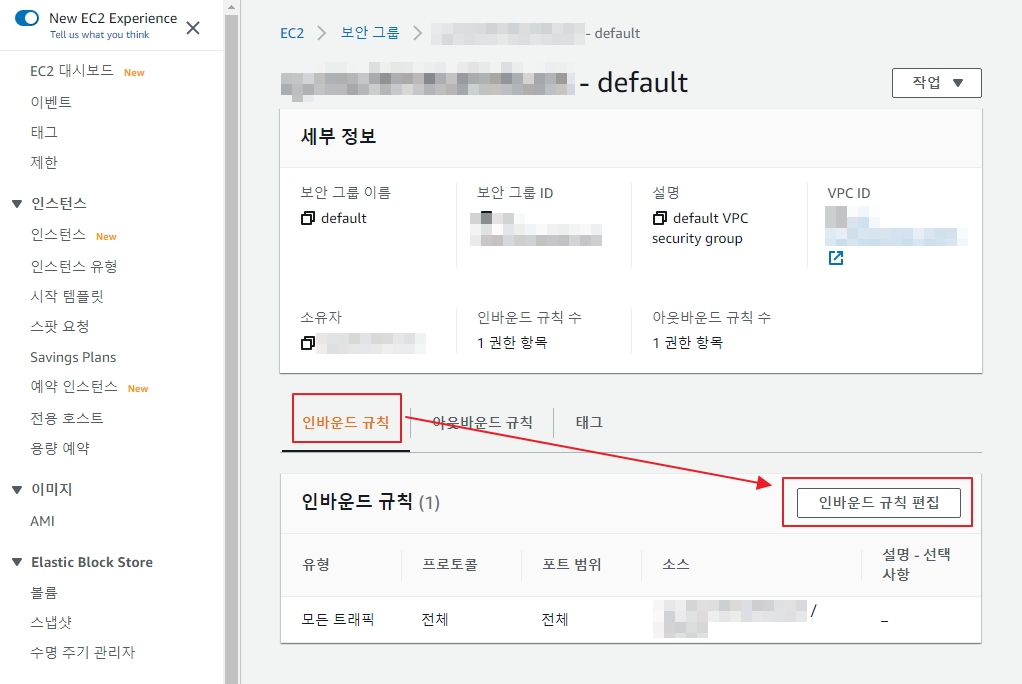 New EC2 Experience
Tell us what you think
EC2 대시보드 New
이벤트
태그
제한
인스턴스
인스턴스 New
인스턴스 유형
시작 템플릿
스팟 요청
Savings Plans
예약 인스턴스 New
전용 호스트
용량 예약
이미지
AMI
Elastic Block Store
볼륨
스냅샷
수명 주기 관리자
EC2 > 보안 그룹 > - default
- default
작업
세부 정보
보안 그룹 이름
default
보안 그룹 ID
설명
default VPC
security group
VPC ID
소유자
인바운드 규칙 수
1 권한 항목
아웃바운드 규칙 수
1 권한 항목
인바운드 규칙
아웃바운드 규칙
태그
인바운드 규칙 (1)
인바운드 규칙 편집
유형
프로토콜
포트 범위
소스
설명 - 선택
사항
모든 트래픽
전체
전체
/
–